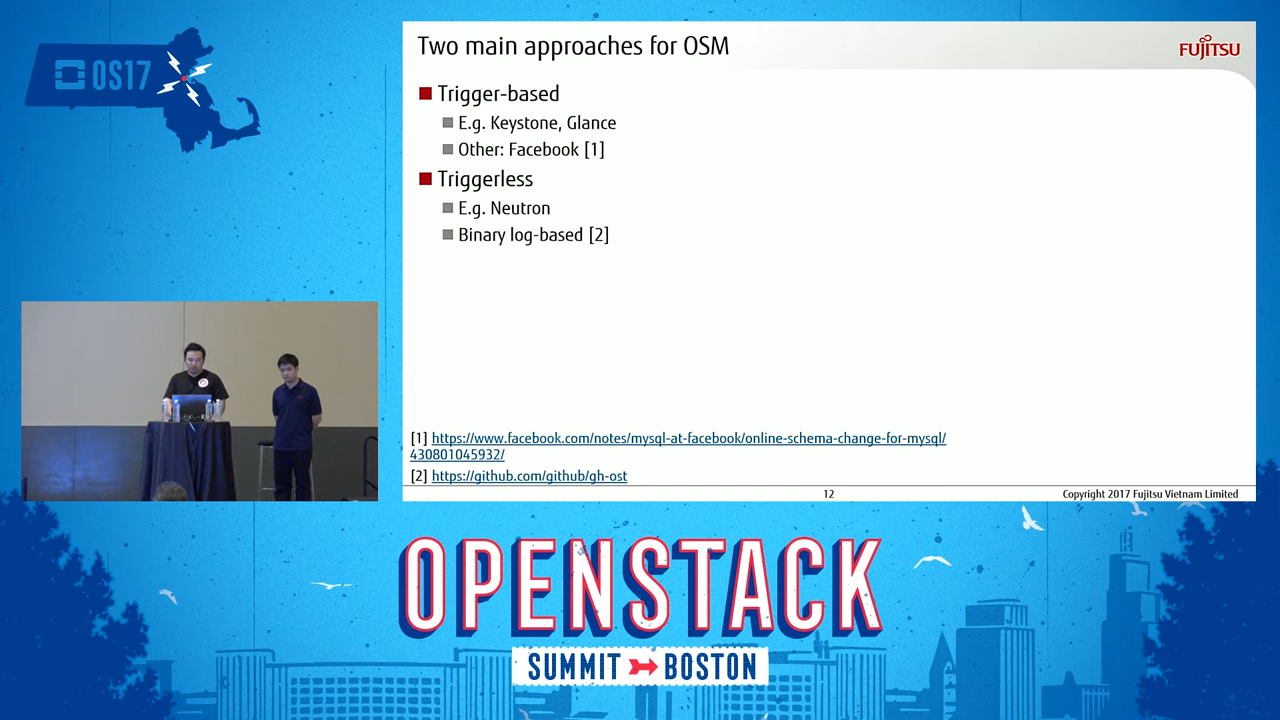 OS17
Two main approaches for OSM
FUJITSU
Trigger-based
E.g. Keystone, Glance
Other: Facebook [1]
Triggerless
E.g. Neutron
Binary log-based [2]
[1] https://www.facebook.com/notes/mysql-at-facebook/online-schema-change-for-mysql/
430801045932/
[2] https://github.com/github/gh-ost
12
Copyright 2017 Fujitsu Vietnam Limited
OPENSTACK
SUMMIT BOSTON